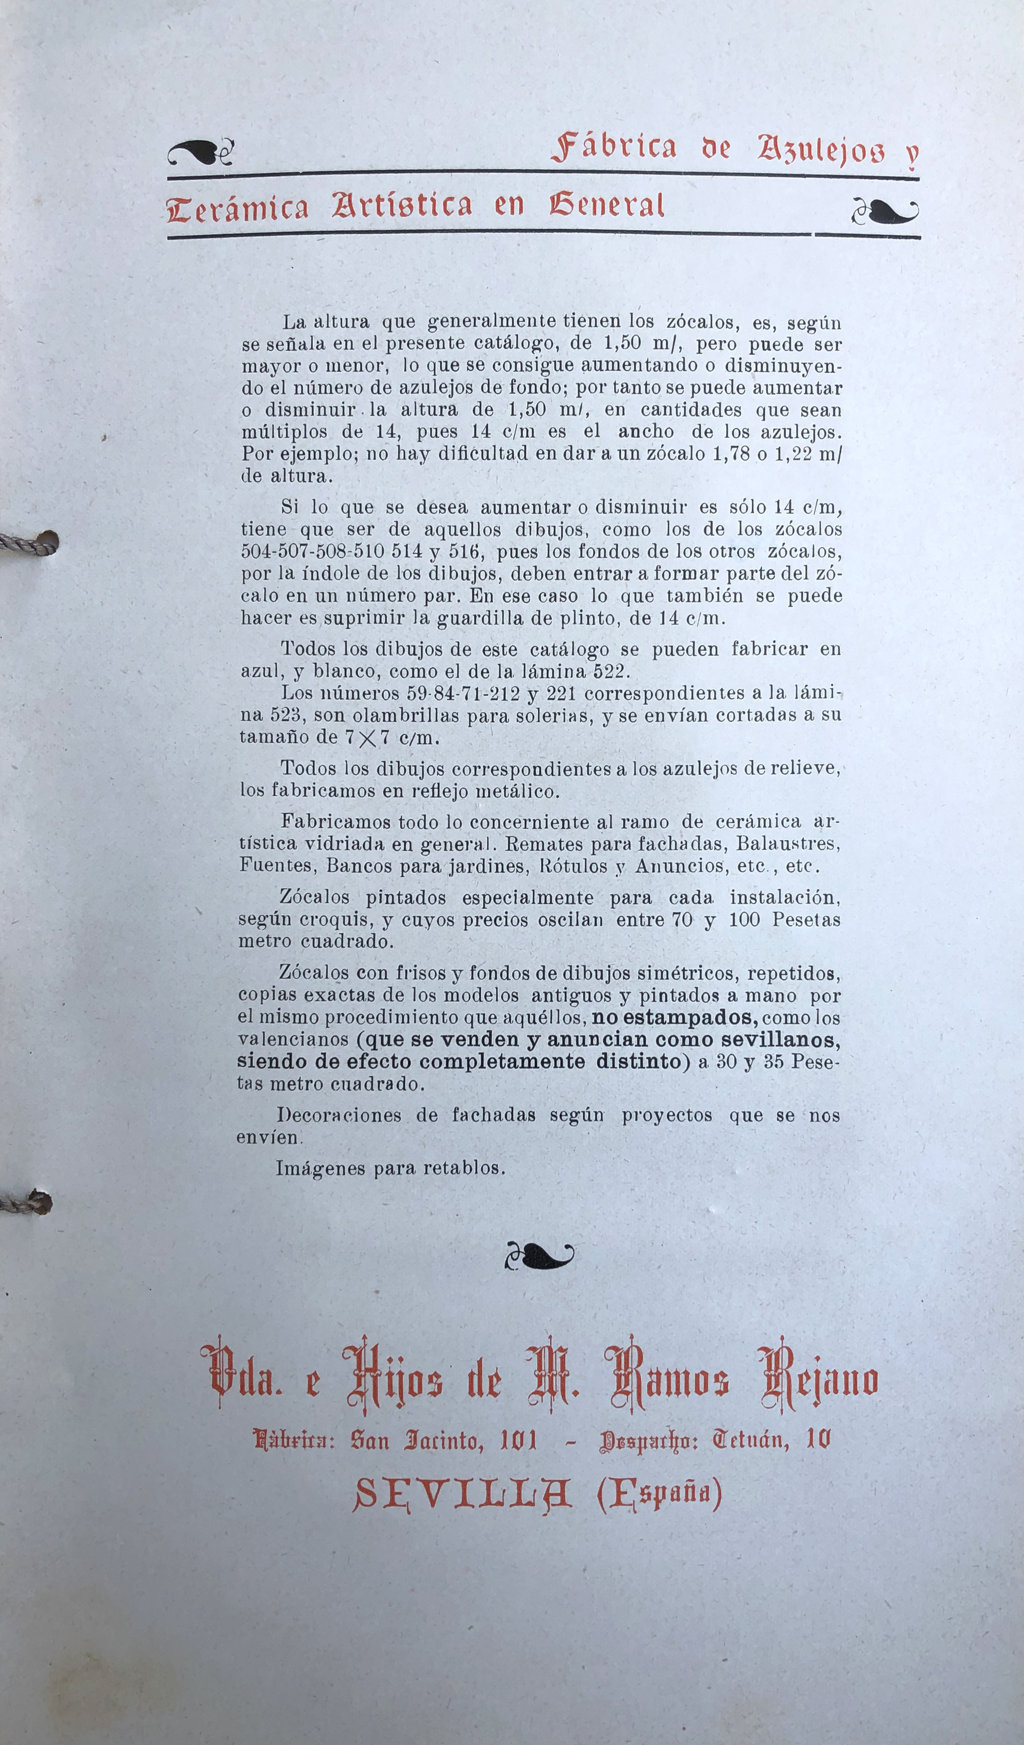 Fábrica de Azulejos y
Cerámica Artística en General
La altura que generalmente tienen los zócalos, es, según
se señala en el presente catálogo, de 1,50 m/, pero puede ser
mayor o menor, lo que se consigue aumentando o disminuyen-
do el número de azulejos de fondo; por tanto se puede aumentar
o disminuir la altura de 1,50 m/, en cantidades que sean
múltiplos de 14, pues 14 c/m es el ancho de los azulejos.
Por ejemplo; no hay dificultad en dar a un zócalo 1,78 o 1,22 m/
de altura.
Si lo que se desea aumentar o disminuir es sólo 14 c/m,
tiene que ser de aquellos dibujos, como los de los zócalos
504-507-508-510 514 y 516, pues los fondos de los otros zócalos,
por la índole de los dibujos, deben entrar a formar parte del zó-
calo en un número par. En ese caso lo que también se puede
hacer es suprimir la guardilla de plinto, de 14 c/m.
Todos los dibujos de este catálogo se pueden fabricar en
azul, y blanco, como el de la lámina 522.
Los números 59-84-71-212 y 221 correspondientes a la lámi-
na 523, son olambrillas para solerias, y se envían cortadas a su
tamaño de 7 X 7 c/m.
Todos los dibujos correspondientes a los azulejos de relieve,
los fabricamos en reflejo metálico.
Fabricamos todo lo concerniente al ramo de cerámica ar-
tística vidriada en general. Remates para fachadas, Balaustres,
Fuentes, Bancos para jardines, Rótulos y Anuncios, etc., etc.
Zócalos pintados especialmente para cada instalación,
según croquis, y cuyos precios oscilan entre 70 y 100 Pesetas
metro cuadrado.
Zócalos con frisos y fondos de dibujos simétricos, repetidos,
copias exactas de los modelos antiguos y pintados a mano por
el mismo procedimiento que aquéllos, no estampados, como los
valencianos (que se venden y anuncian como sevillanos,
siendo de efecto completamente distinto) a 30 y 35 Pese-
tas metro cuadrado.
Decoraciones de fachadas según proyectos que se nos
envíen.
Imágenes para retablos.
Vda. e Hijos de M. Ramos Rejano
Fàbrica: San Jacinto, 101 - Despacho: Tetuán, 10
SEVILLA (España)